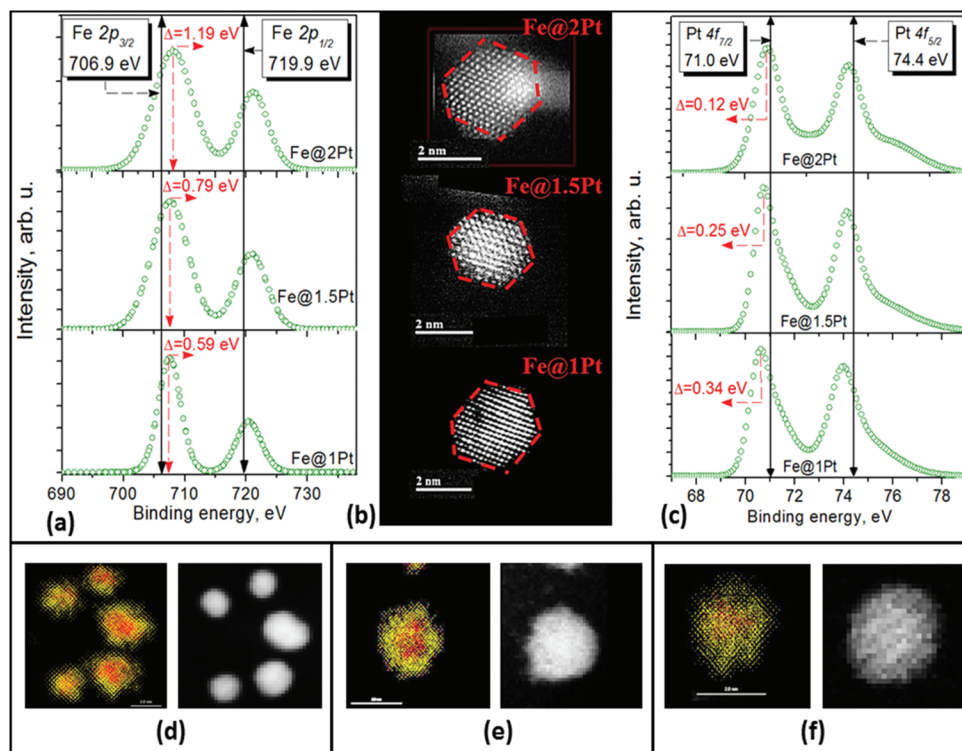 Fe 2p3/2
706.9 eV
Δ=1.19 eV
Fe 2p1/2
719.9 eV
Fe@2Pt
Δ=0.79 eV
Fe@1.5Pt
Δ=0.59 eV
Fe@1Pt
Intensity, arb. u.
690 700 710 720 730
Binding energy, eV
(a)
Fe@2Pt
2 nm
Fe@1.5Pt
2 nm
Fe@1Pt
2 nm
(b)
Pt 4f7/2
71.0 eV
Pt 4f5/2
74.4 eV
Δ=0.12 eV
Fe@2Pt
Δ=0.25 eV
Fe@1.5Pt
Δ=0.34 eV
Fe@1Pt
Intensity, arb. u.
68 70 72 74 76 78
Binding energy, eV
(c)
(d)
(e)
(f)